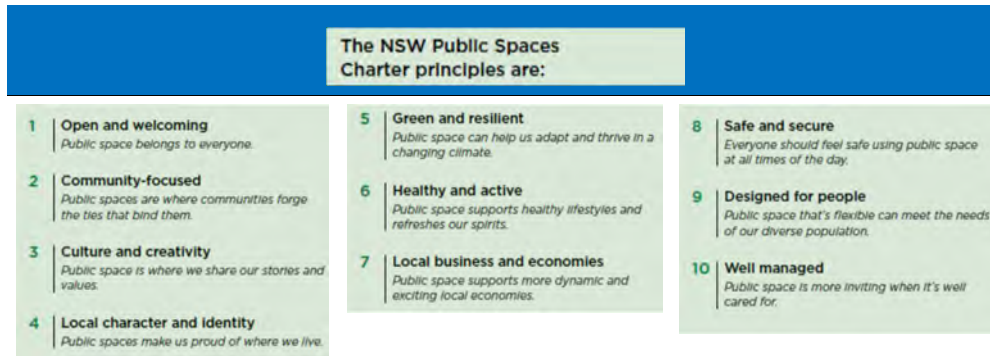 The NSW Public Spaces
Charter principles are:
1 Open and welcoming
Public space belongs to everyone.
2 Community-focused
Public spaces are where communities forge
the ties that bind them.
3 Culture and creativity
Public space is where we share our stories and
values.
4 Local character and identity
Public spaces make us proud of where we live.
5 Green and resilient
Public space can help us adapt and thrive in a
changing climate.
6 Healthy and active
Public space supports healthy lifestyles and
refreshes our spirits.
7 Local business and economies
Public space supports more dynamic and
exciting local economies.
8 Safe and secure
Everyone should feel safe using public space
at all times of the day.
9 Designed for people
Public space that's flexible can meet the needs
of our diverse population.
10 Well managed
Public space is more inviting when it's well
cared for.